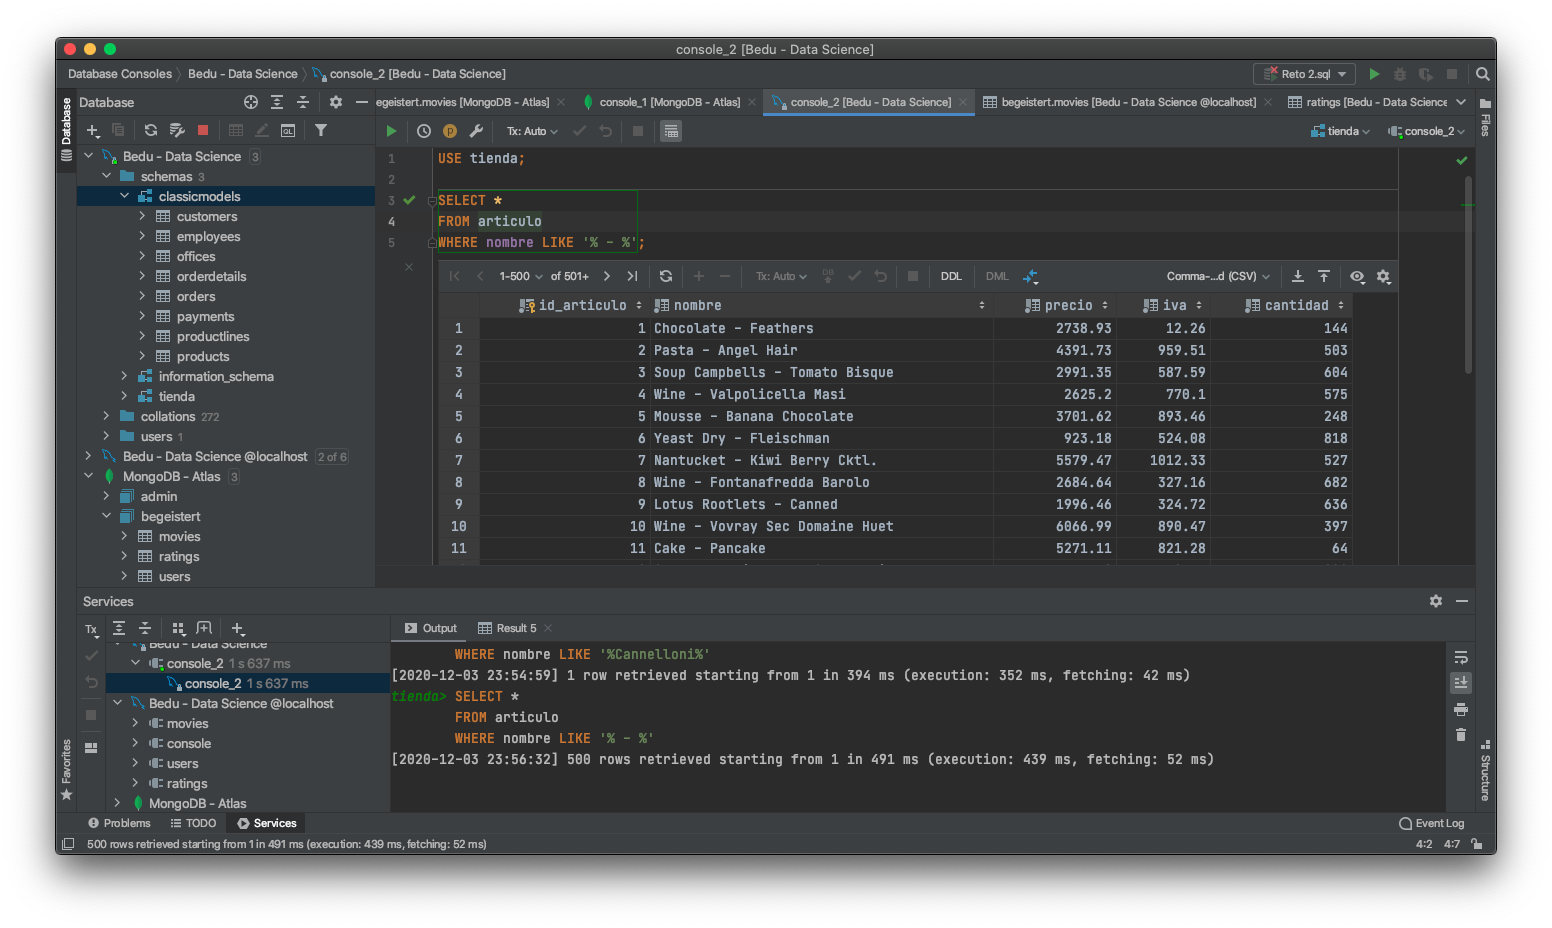 console_2 [Bedu - Data Science]
Database Consoles Bedu - Data Science console_2 [Bedu - Data Science] Reto 2.sql
Database
Database
egeistert.movies [MongoDB - Atlas] console_1 [MongoDB - Atlas] console_2 [Bedu - Data Science] begeistert.movies [Bedu - Data Science @localhost] ratings [Bedu - Data Science
Files
Tx: Auto tienda console_2
Bedu - Data Science 3
schemas 3
classicmodels
customers
employees
offices
orderdetails
orders
payments
productlines
products
information_schema
tienda
collations 272
users 1
Bedu - Data Science @localhost 2 of 6
MongoDB - Atlas 3
admin
begeistert
movies
ratings
users
1 USE tienda;
2
3 SELECT *
4 FROM articulo
5 WHERE nombre LIKE '% - %';
1-500 of 501+ Tx: Auto DB DDL DML Comma-...d (CSV)
id_articulo nombre precio iva cantidad
1 1 Chocolate - Feathers 2738.93 12.26 144
2 2 Pasta - Angel Hair 4391.73 959.51 503
3 3 Soup Campbells - Tomato Bisque 2991.35 587.59 604
4 4 Wine - Valpolicella Masi 2625.2 770.1 575
5 5 Mousse - Banana Chocolate 3701.62 893.46 248
6 6 Yeast Dry - Fleischman 923.18 524.08 818
7 7 Nantucket - Kiwi Berry Cktl. 5579.47 1012.33 527
8 8 Wine - Fontanafredda Barolo 2684.64 327.16 682
9 9 Lotus Rootlets - Canned 1996.46 324.72 636
10 10 Wine - Vovray Sec Domaine Huet 6066.99 890.47 397
11 11 Cake - Pancake 5271.11 821.28 64
Services
Tx
Bedu - Data Science
console_2 1 s 637 ms
console_2 1 s 637 ms
Bedu - Data Science @localhost
movies
console
users
ratings
MongoDB - Atlas
Output Result 5
WHERE nombre LIKE '%Cannelloni%'
[2020-12-03 23:54:59] 1 row retrieved starting from 1 in 394 ms (execution: 352 ms, fetching: 42 ms)
tienda> SELECT *
FROM articulo
WHERE nombre LIKE '% - %'
[2020-12-03 23:56:32] 500 rows retrieved starting from 1 in 491 ms (execution: 439 ms, fetching: 52 ms)
Favorites
Structure
Problems TODO Services Event Log
500 rows retrieved starting from 1 in 491 ms (execution: 439 ms, fetching: 52 ms) 4:2 4:7